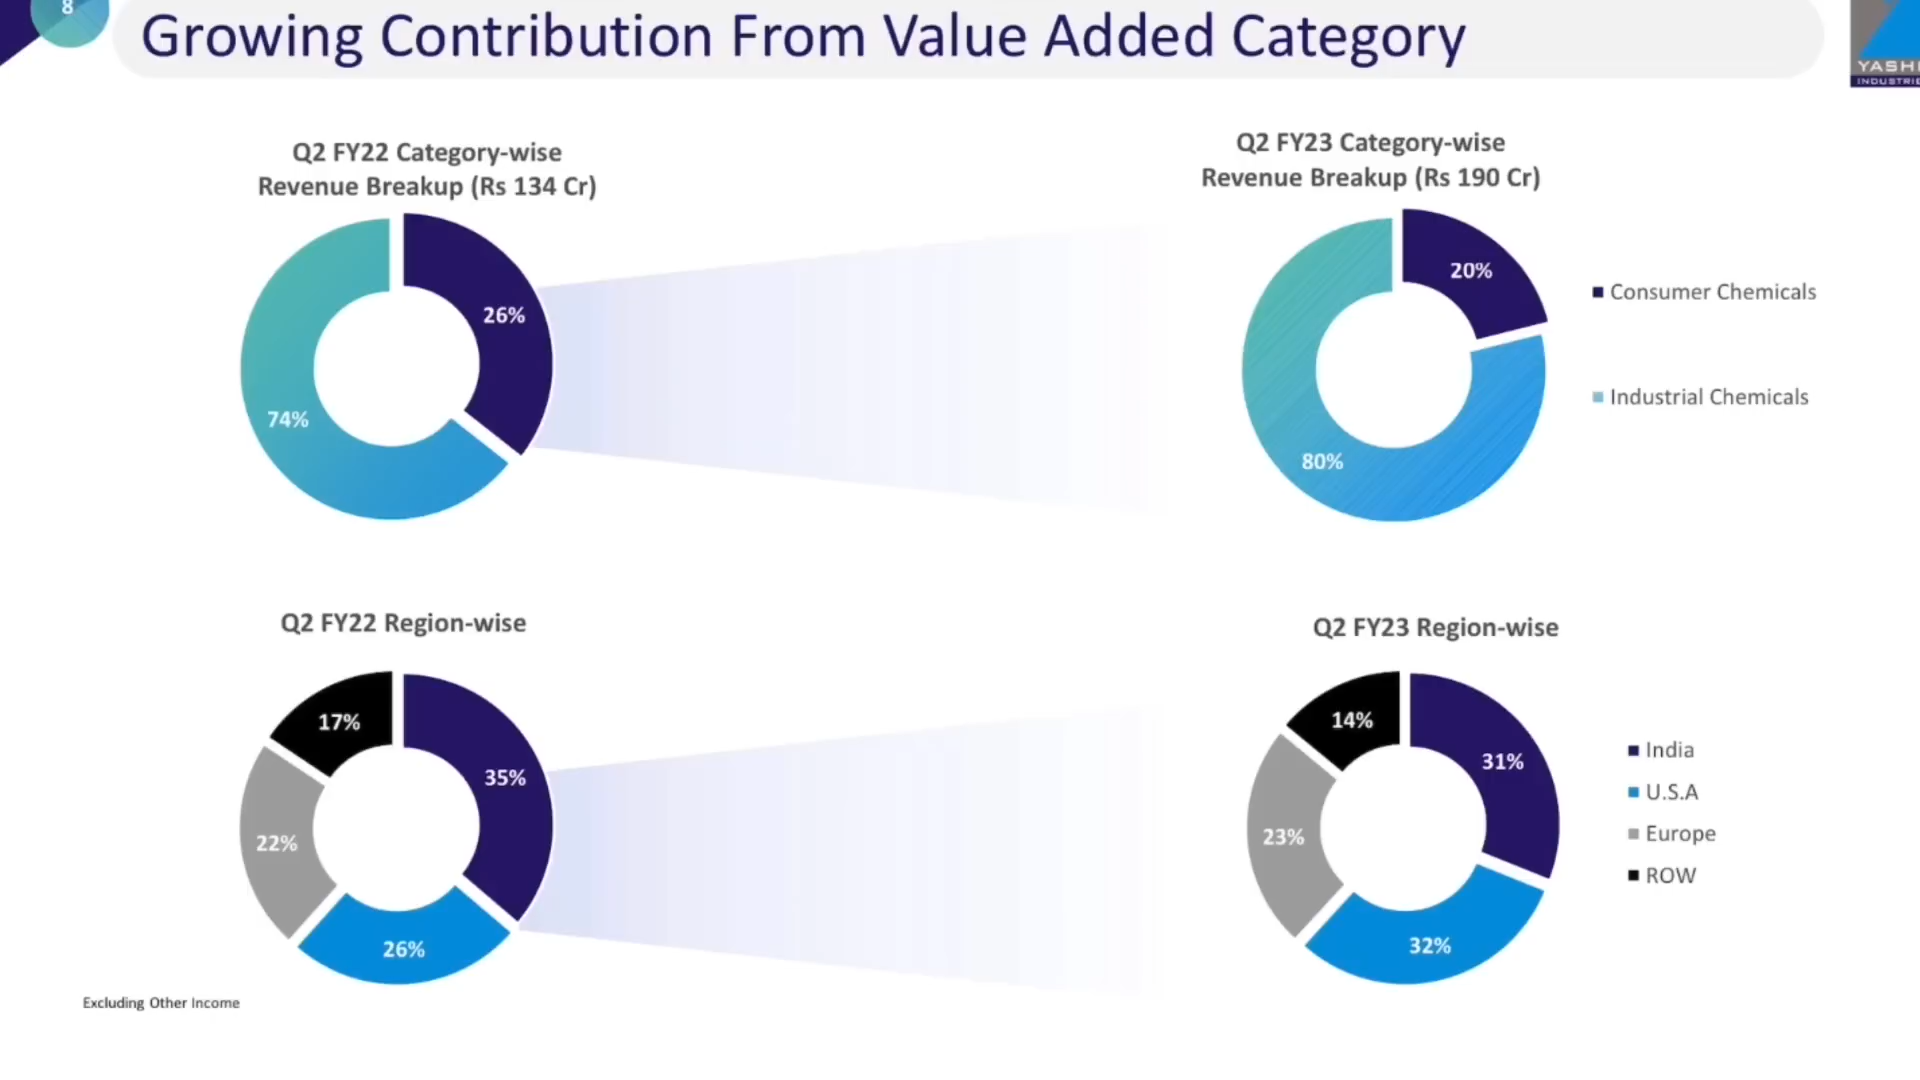 8
Growing Contribution From Value Added Category
Q2 FY22 Category-wise
Revenue Breakup (Rs 134 Cr)
26%
74%
Q2 FY23 Category-wise
Revenue Breakup (Rs 190 Cr)
20%
80%
Consumer Chemicals
Industrial Chemicals
Q2 FY22 Region-wise
17%
35%
22%
26%
Q2 FY23 Region-wise
14%
31%
23%
32%
India
U.S.A
Europe
ROW
Excluding Other Income